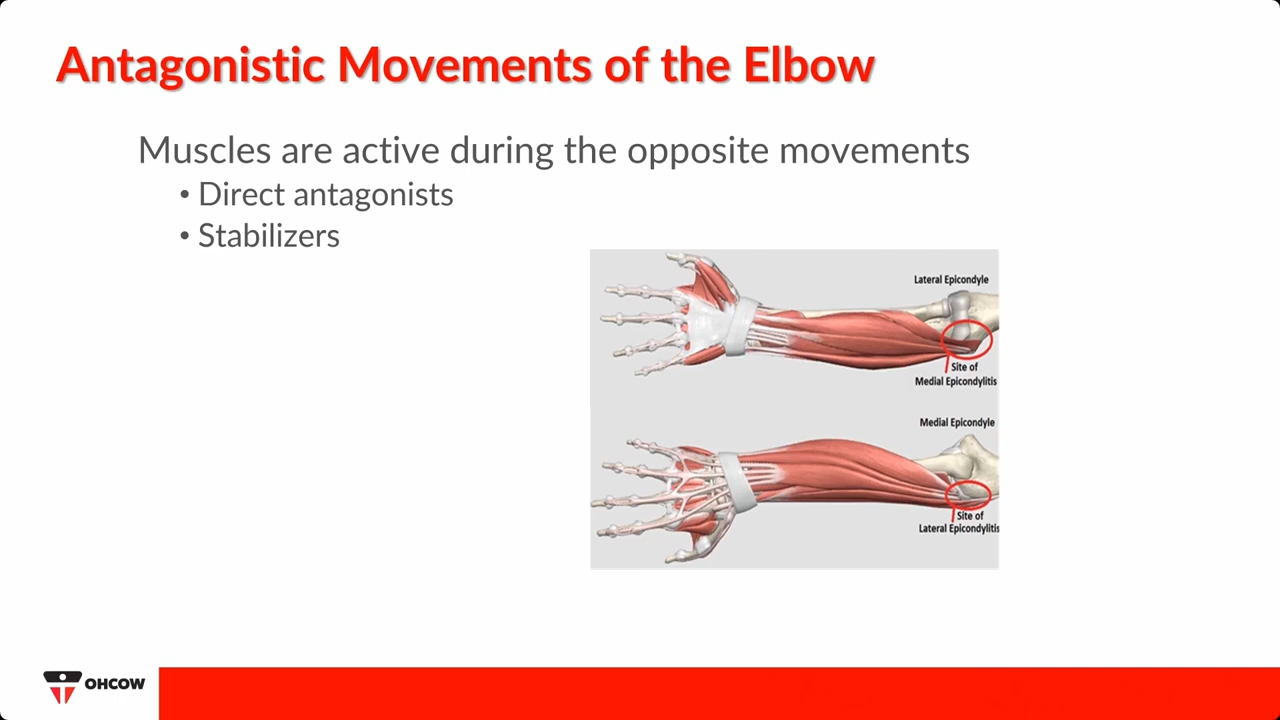 Antagonistic Movements of the Elbow
Muscles are active during the opposite movements
• Direct antagonists
• Stabilizers
Lateral Epicondyle
Site of
Medial Epicondylitis
Medial Epicondyle
Site of
Lateral Epicondylitis
OHCOW